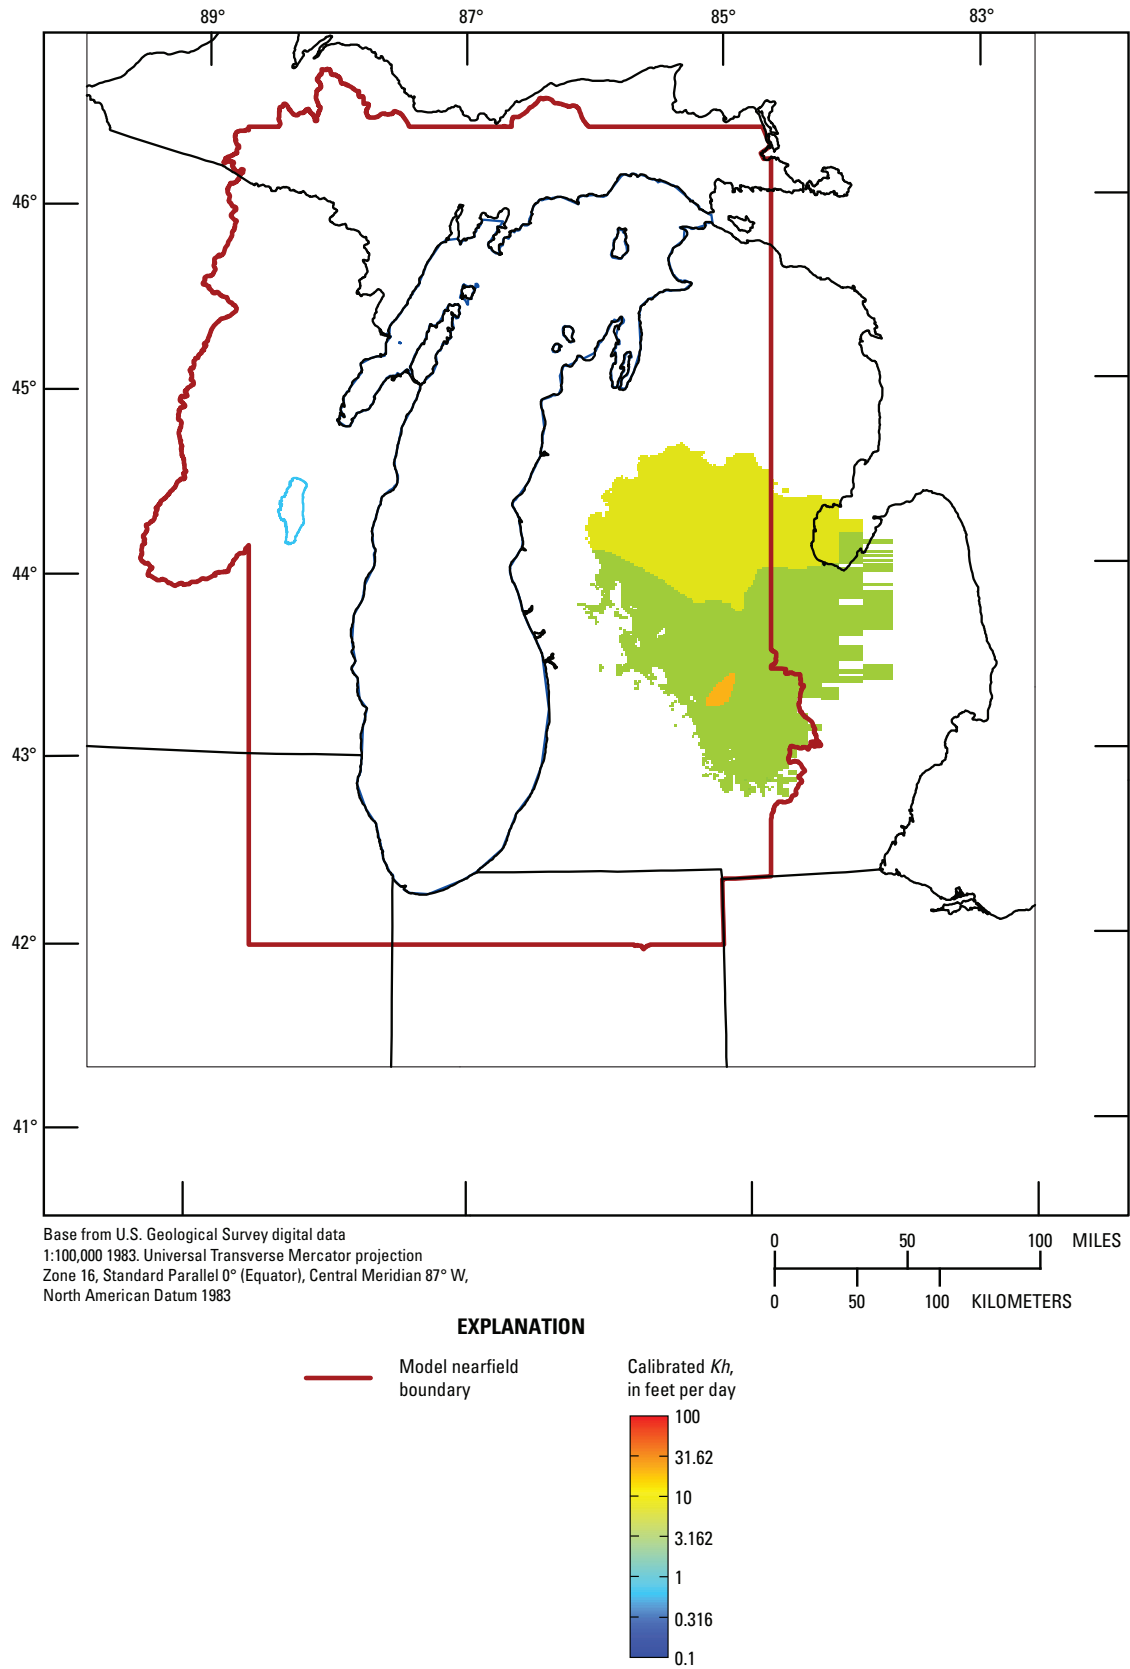 89° 87° 85° 83°
46°
45°
44°
43°
42°
41°
Base from U.S. Geological Survey digital data
1:100,000 1983. Universal Transverse Mercator projection
Zone 16, Standard Parallel 0° (Equator), Central Meridian 87° W,
North American Datum 1983
0 50 100 MILES
0 50 100 KILOMETERS
EXPLANATION
Model nearfield
boundary
Calibrated Kh,
in feet per day
100
31.62
10
3.162
1
0.316
0.1